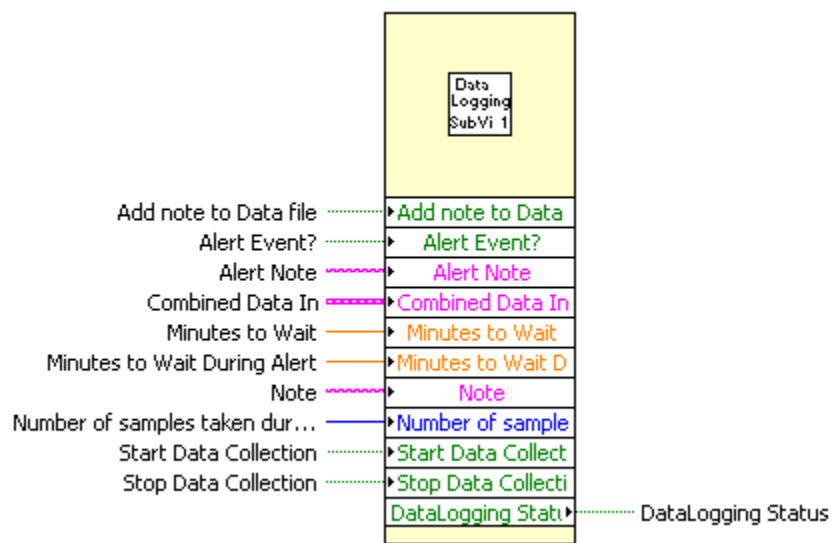 Data
Logging
SubVi 1
Add note to Data file
Add note to Data
Alert Event?
Alert Event?
Alert Note
Alert Note
Combined Data In
Combined Data In
Minutes to Wait
Minutes to Wait
Minutes to Wait During Alert
Minutes to Wait D
Note
Note
Number of samples taken dur...
Number of sample
Start Data Collection
Start Data Collect
Stop Data Collection
Stop Data Collecti
DataLogging Statu
DataLogging Status